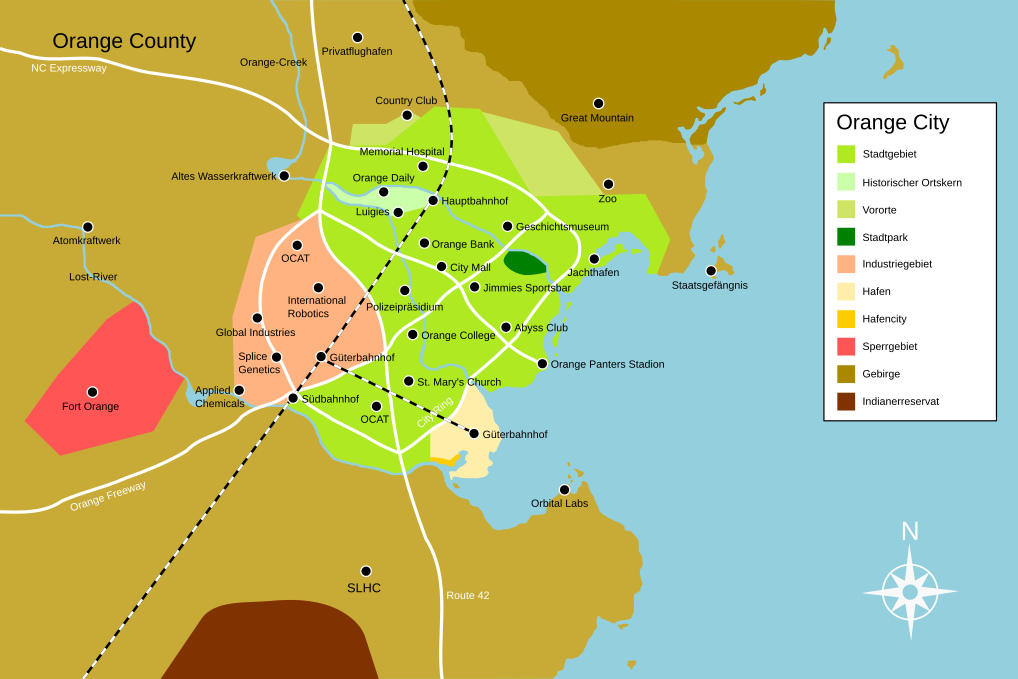 Orange County
NC Expressway
Orange-Creek
Privatflughafen
Country Club
Great Mountain
Memorial Hospital
Altes Wasserkraftwerk
Orange Daily
Zoo
Luigies
Hauptbahnhof
Geschichtsmuseum
Atomkraftwerk
OCAT
Orange Bank
City Mall
Jachthafen
Lost-River
Staatsgefängnis
International
Robotics
Polizeipräsidium
Jimmies Sportsbar
Global Industries
Orange College
Abyss Club
Splice
Genetics
Güterbahnhof
Orange Panters Stadion
Applied
Chemicals
Südbahnhof
St. Mary's Church
Fort Orange
OCAT
City Ring
Güterbahnhof
Orange Freeway
Orbital Labs
SLHC
Route 42
Orange City
Stadtgebiet
Historischer Ortskern
Vororte
Stadtpark
Industriegebiet
Hafen
Hafencity
Sperrgebiet
Gebirge
Indianerreservat
N